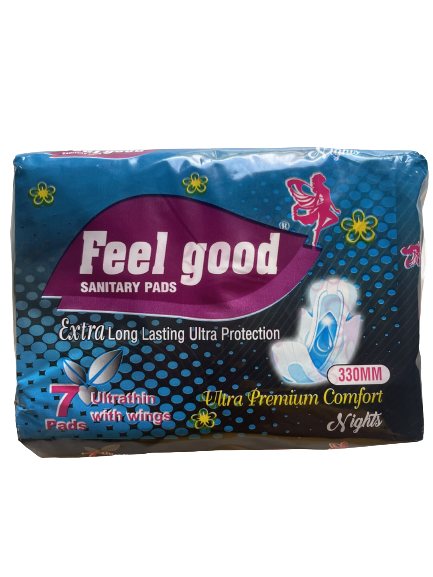 Nights
Feel good®
SANITARY PADS
Extra Long Lasting Ultra Protection
330MM
7
Pads
Ultrathin
with wings
Ultra Premium Comfort
Nights